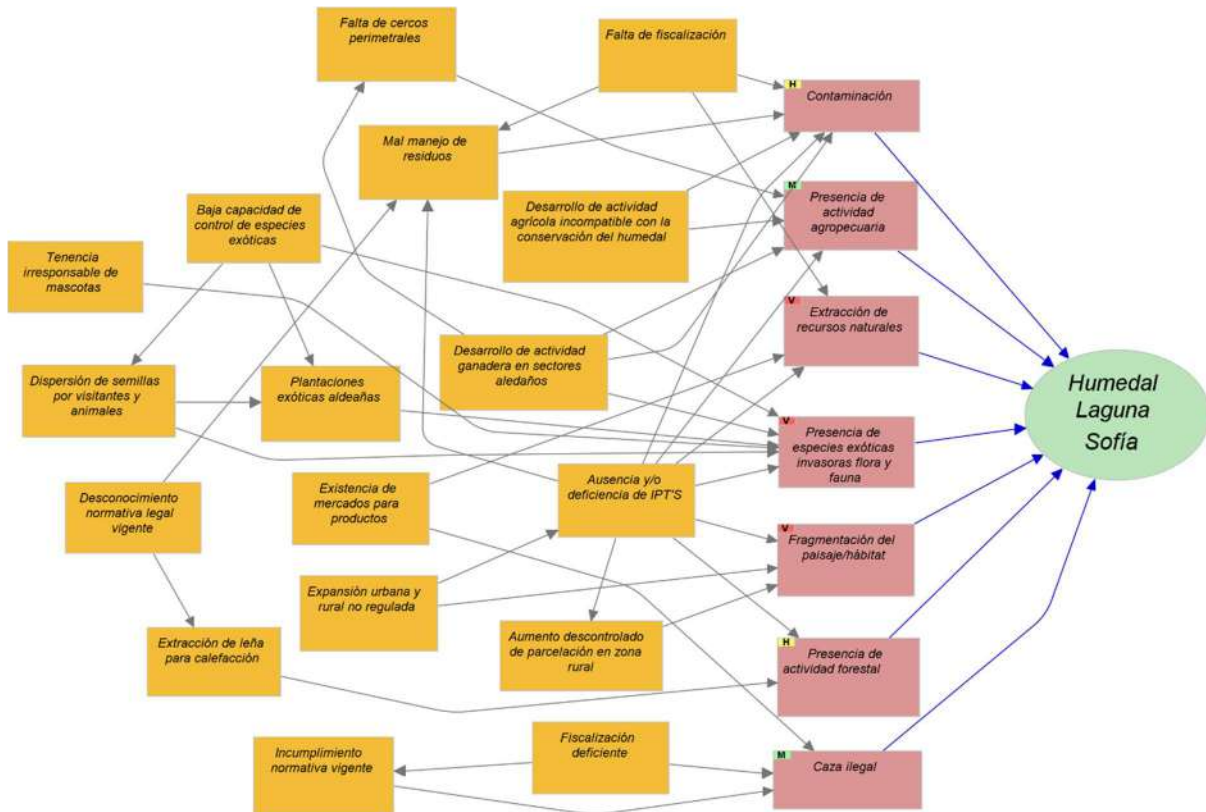 Falta de cercos
perimetrales
Falta de fiscalización
H
Contaminación
Mal manejo de
residuos
M
Presencia de
actividad
agropecuaria
Baja capacidad de
control de especies
exóticas
Desarrollo de actividad
agrícola incompatible con la
conservación del humedal
Tenencia
irresponsable de
mascotas
V
Extracción de
recursos naturales
Desarrollo de actividad
ganadera en sectores
aledaños
Dispersión de semillas
por visitantes y
animales
Plantaciones
exóticas aldeañas
Humedal
Laguna
Sofía
V
Presencia de
especies exóticas
invasoras flora y
fauna
Ausencia y/o
deficiencia de IPT'S
Existencia de
mercados para
productos
Desconocimiento
normativa legal
vigente
V
Fragmentación del
paisaje/hábitat
Expansión urbana y
rural no regulada
Aumento descontrolado
de parcelación en zona
rural
Extracción de leña
para calefacción
H
Presencia de
actividad forestal
Fiscalización
deficiente
Incumplimiento
normativa vigente
M
Caza ilegal